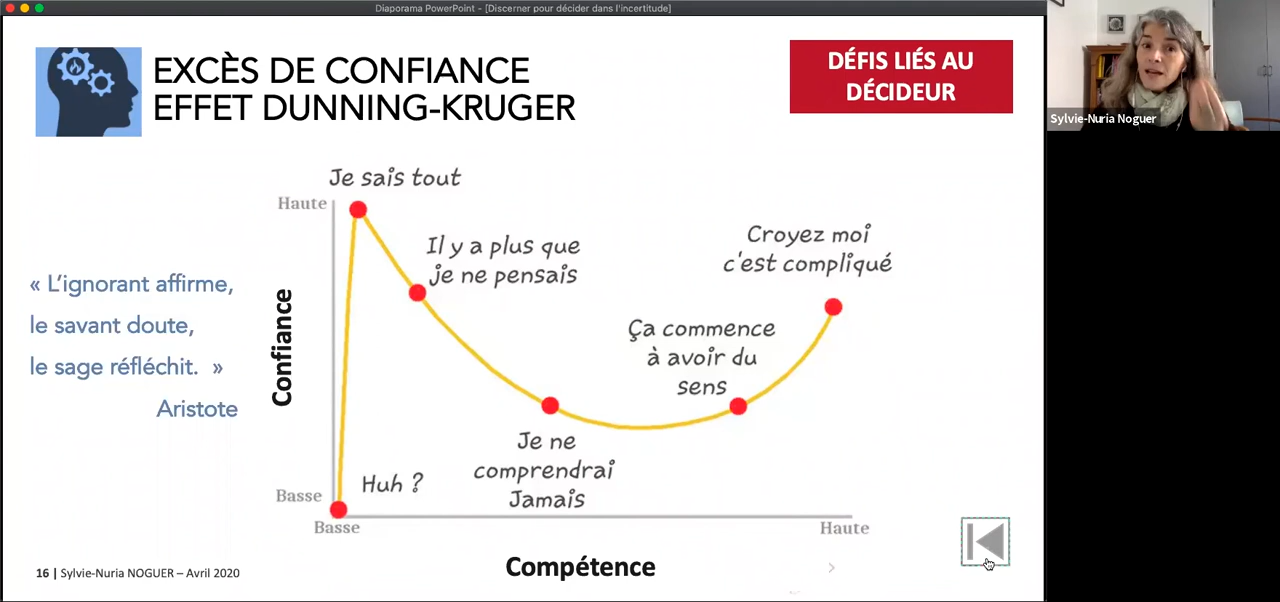 Diaporama PowerPoint - [Discerner pour décider dans l'incertitude]
EXCÈS DE CONFIANCE
EFFET DUNNING-KRUGER
DÉFIS LIÉS AU
DÉCIDEUR
Sylvie-Nuria Noguer
Je sais tout
Haute
Il y a plus que
je ne pensais
Croyez moi
c'est compliqué
« L'ignorant affirme,
le savant doute,
le sage réfléchit. »
Aristote
Confiance
Ça commence
à avoir du
sens
Je ne
comprendrai
Jamais
Huh ?
Basse
Basse
Haute
Compétence
16 | Sylvie-Nuria NOGUER – Avril 2020